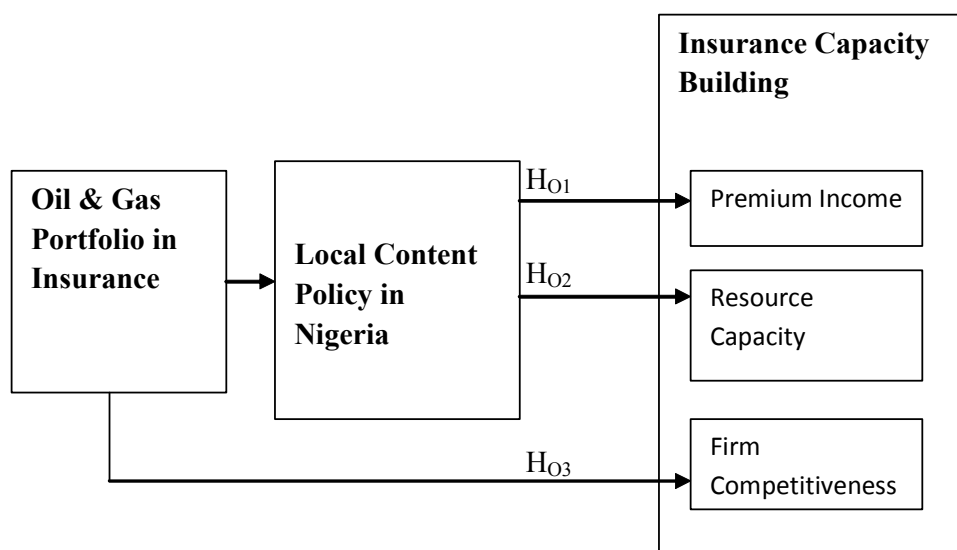 Insurance Capacity
Building
Oil & Gas
Portfolio in
Insurance
Local Content
Policy in
Nigeria
HO1
Premium Income
HO2
Resource
Capacity
HO3
Firm
Competitiveness